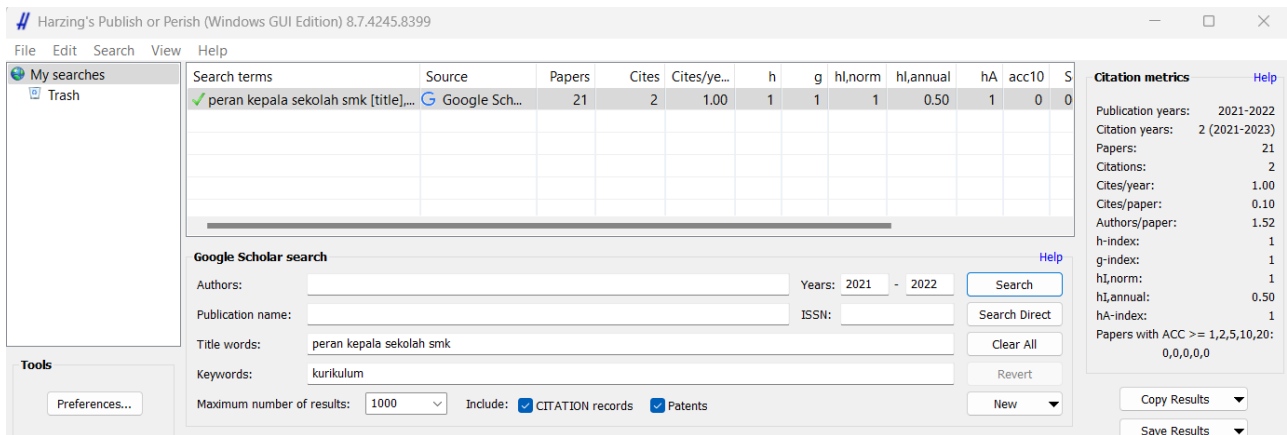 Harzing's Publish or Perish (Windows GUI Edition) 8.7.4245.8399
File Edit Search View Help
My searches
Trash
Search terms Source Papers Cites Cites/ye... h g hI,norm hI,annual hA acc10 S
peran kepala sekolah smk [title],... Google Sch... 21 2 1.00 1 1 1 0.50 1 0 0
Google Scholar search Help
Authors: Years: 2021 - 2022 Search
Publication name: ISSN: Search Direct
Title words: peran kepala sekolah smk Clear All
Keywords: kurikulum Revert
Maximum number of results: 1000 Include: CITATION records Patents New
Tools
Preferences...
Citation metrics Help
Publication years: 2021-2022
Citation years: 2 (2021-2023)
Papers: 21
Citations: 2
Cites/year: 1.00
Cites/paper: 0.10
Authors/paper: 1.52
h-index: 1
g-index: 1
hI,norm: 1
hI,annual: 0.50
hA-index: 1
Papers with ACC >= 1,2,5,10,20:
0,0,0,0,0
Copy Results
Save Results